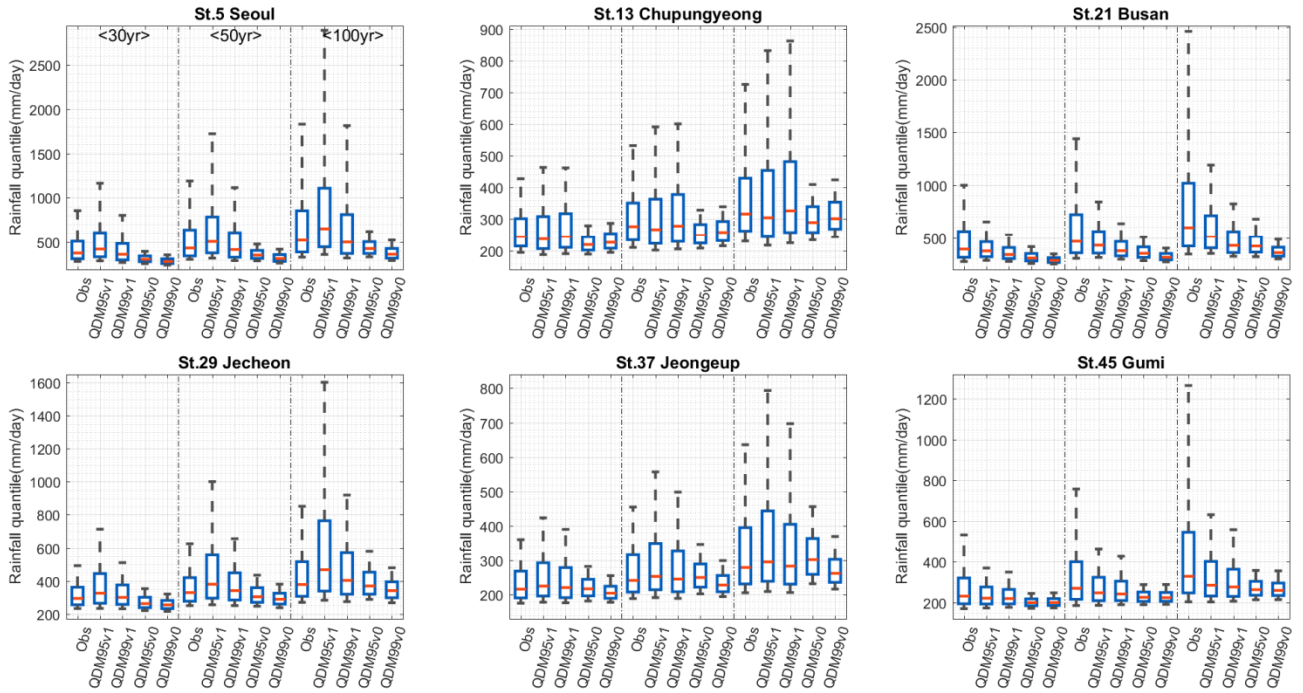 St.5 Seoul
<30yr> <50yr> <100yr>
Rainfall quantile(mm/day)
2500
2000
1500
1000
500
Obs QDM95v1 QDM99v1 QDM95v0 QDM99v0 Obs QDM95v1 QDM99v1 QDM95v0 QDM99v0 Obs QDM95v1 QDM99v1 QDM95v0 QDM99v0
St.13 Chupungyeong
Rainfall quantile(mm/day)
900
800
700
600
500
400
300
200
Obs QDM95v1 QDM99v1 QDM95v0 QDM99v0 Obs QDM95v1 QDM99v1 QDM95v0 QDM99v0 Obs QDM95v1 QDM99v1 QDM95v0 QDM99v0
St.21 Busan
Rainfall quantile(mm/day)
2500
2000
1500
1000
500
Obs QDM95v1 QDM99v1 QDM95v0 QDM99v0 Obs QDM95v1 QDM99v1 QDM95v0 QDM99v0 Obs QDM95v1 QDM99v1 QDM95v0 QDM99v0
St.29 Jecheon
Rainfall quantile(mm/day)
1600
1400
1200
1000
800
600
400
200
Obs QDM95v1 QDM99v1 QDM95v0 QDM99v0 Obs QDM95v1 QDM99v1 QDM95v0 QDM99v0 Obs QDM95v1 QDM99v1 QDM95v0 QDM99v0
St.37 Jeongeup
Rainfall quantile(mm/day)
800
700
600
500
400
300
200
Obs QDM95v1 QDM99v1 QDM95v0 QDM99v0 Obs QDM95v1 QDM99v1 QDM95v0 QDM99v0 Obs QDM95v1 QDM99v1 QDM95v0 QDM99v0
St.45 Gumi
Rainfall quantile(mm/day)
1200
1000
800
600
400
200
Obs QDM95v1 QDM99v1 QDM95v0 QDM99v0 Obs QDM95v1 QDM99v1 QDM95v0 QDM99v0 Obs QDM95v1 QDM99v1 QDM95v0 QDM99v0